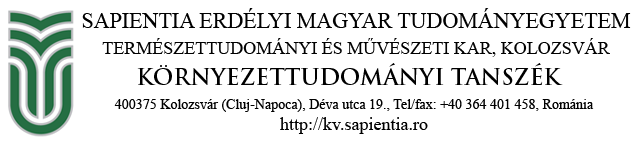 SAPIENTIA ERDÉLYI MAGYAR TUDOMÁNYEGYETEM
TERMÉSZETTUDOMÁNYI ÉS MŰVÉSZETI KAR, KOLOZSVÁR
KÖRNYEZETTUDOMÁNYI TANSZÉK
400375 Kolozsvár (Cluj-Napoca), Déva utca 19., Tel/fax: +40 364 401 458, Románia
http://kv.sapientia.ro